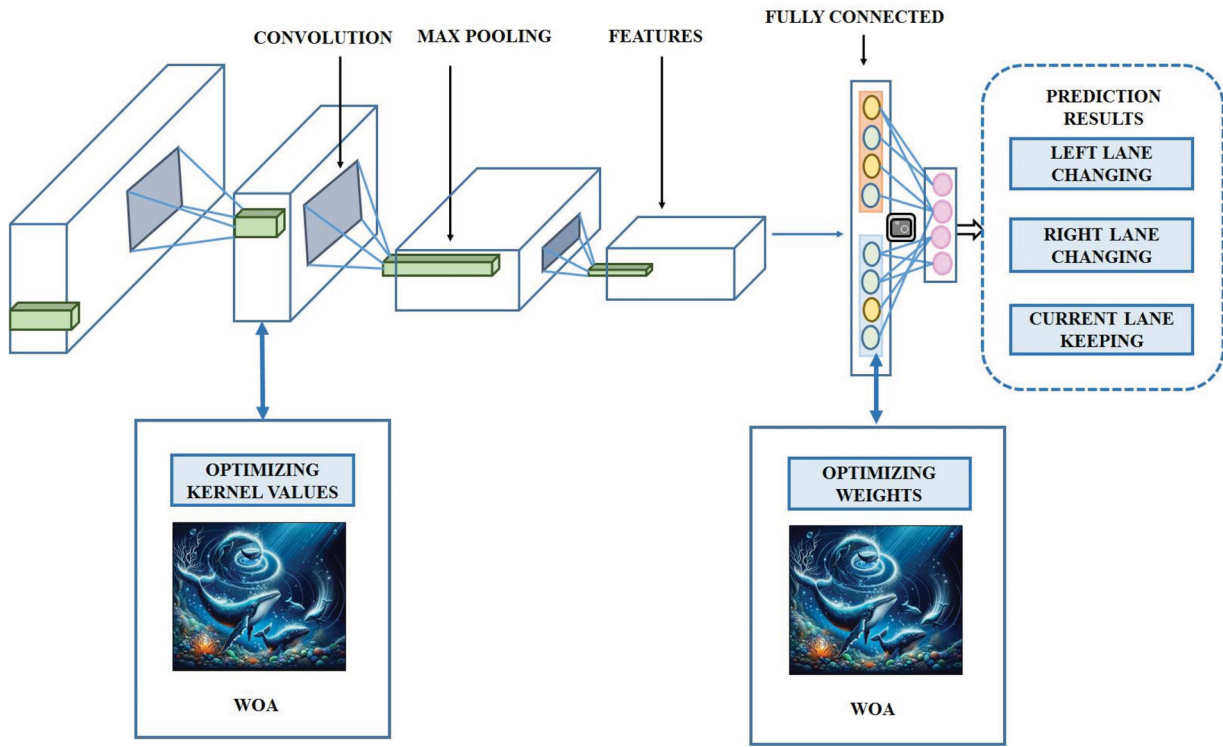 FULLY CONNECTED
CONVOLUTION
MAX POOLING
FEATURES
PREDICTION
RESULTS
LEFT LANE
CHANGING
RIGHT LANE
CHANGING
CURRENT LANE
KEEPING
OPTIMIZING
KERNEL VALUES
WOA
OPTIMIZING
WEIGHTS
WOA